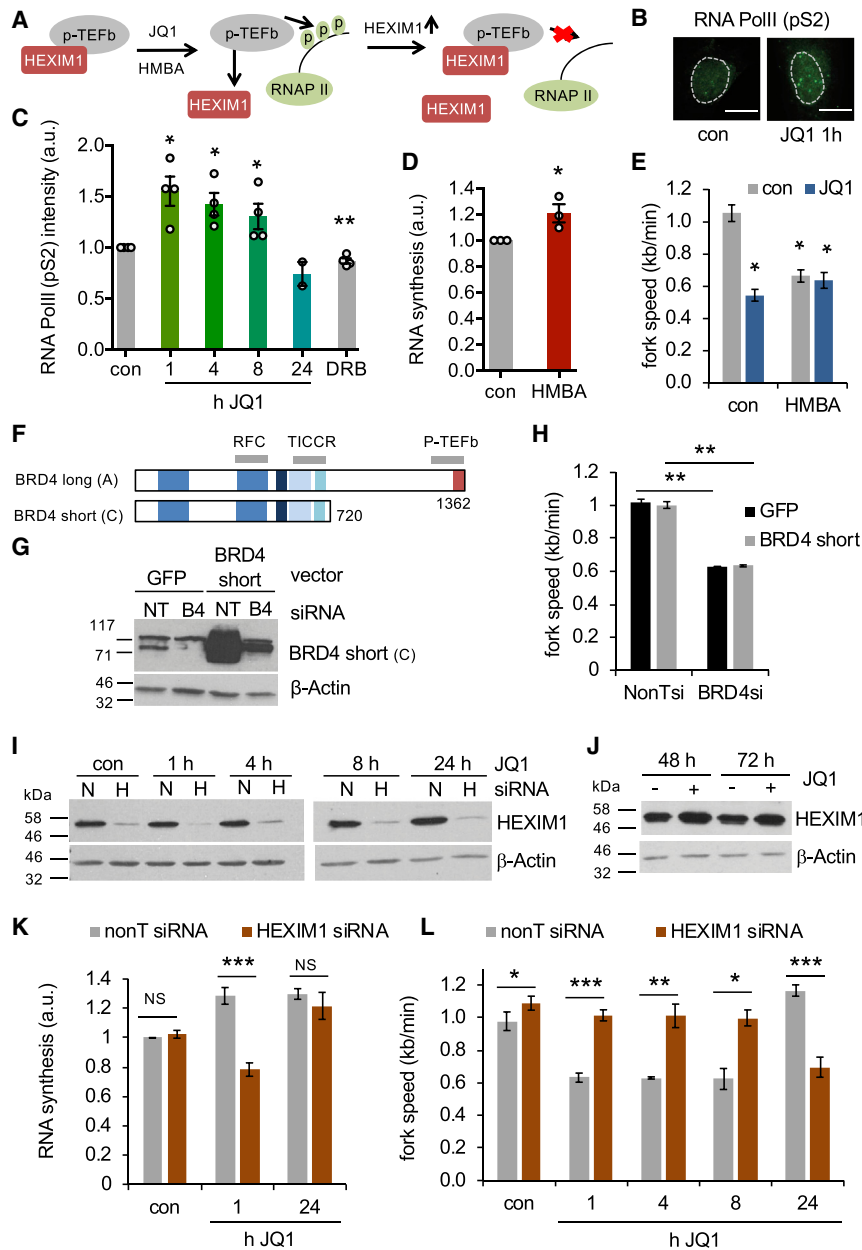 A
p-TEFb
HEXIM1
JQ1
HMBA
p-TEFb
HEXIM1
p p p
RNAP II
HEXIM1
p-TEFb
HEXIM1
HEXIM1
RNAP II
B
RNA PolII (pS2)
con
JQ1 1h
C
RNA PolII (pS2) intensity (a.u.)
2.0
1.5
1.0
0.5
0.0
* * * **
con 1 4 8 24 DRB
h JQ1
D
RNA synthesis (a.u.)
1.4
1.2
1.0
0.8
0.6
0.4
0.2
0.0
*
con HMBA
E
con JQ1
fork speed (kb/min)
1.2
1.0
0.8
0.6
0.4
0.2
0.0
* * *
con HMBA
F
RFC TICCR P-TEFb
BRD4 long (A)
1362
BRD4 short (C)
720
G
GFP BRD4 short vector
NT B4 NT B4 siRNA
117
71
BRD4 short (C)
46
32
β-Actin
H
fork speed (kb/min)
1.2
1
0.8
0.6
0.4
0.2
0
**
**
GFP
BRD4 short
NonTsi BRD4si
I
con 1 h 4 h 8 h 24 h JQ1
N H N H N H N H N H siRNA
kDa
58
46
HEXIM1
46
32
β-Actin
J
48 h 72 h
- + - + JQ1
kDa
58
46
HEXIM1
46
32
β-Actin
K
nonT siRNA HEXIM1 siRNA
RNA synthesis (a.u.)
1.4
1.2
1
0.8
0.6
0.4
0.2
0
NS *** NS
con 1 24
h JQ1
L
nonT siRNA HEXIM1 siRNA
fork speed (kb/min)
1.2
1.0
0.8
0.6
0.4
0.2
0.0
* *** ** * ***
con 1 4 8 24
h JQ1